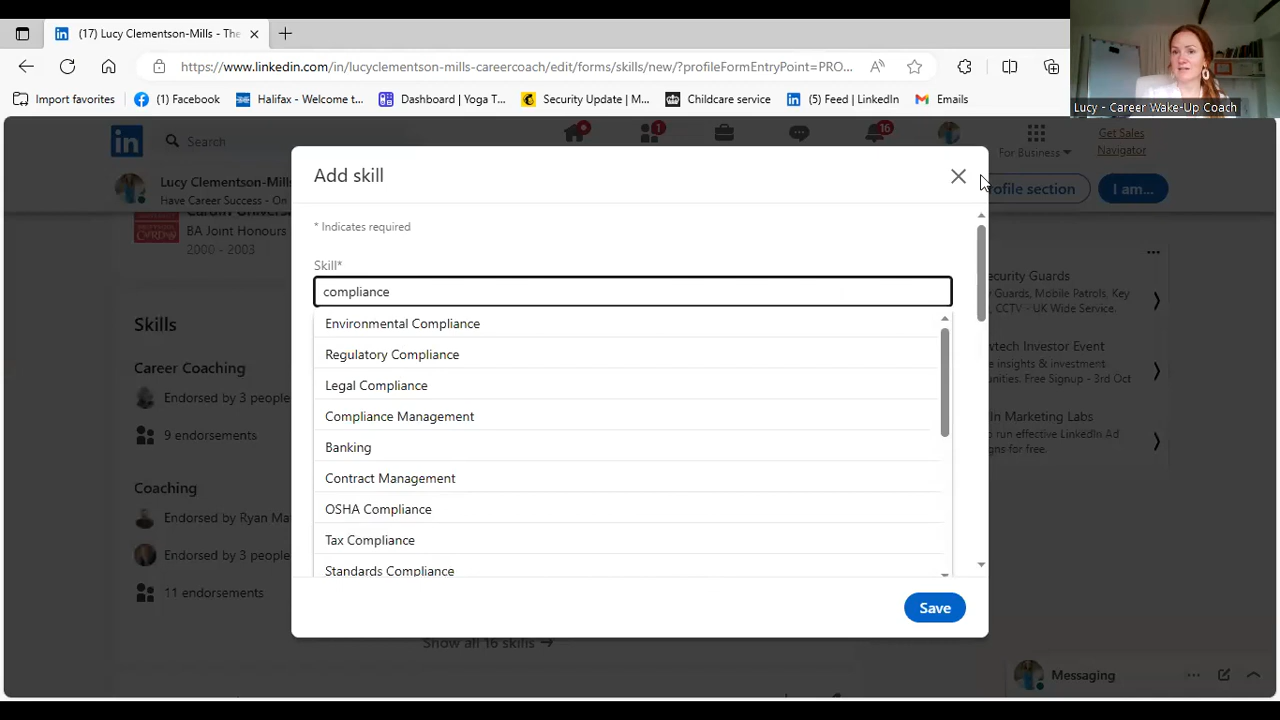 (17) Lucy Clementson-Mills - The
https://www.linkedin.com/in/lucyclementson-mills-careercoach/edit/forms/skills/new/?profileFormEntryPoint=PRO...
Lucy - Career Wake-Up Coach
Import favorites
(1) Facebook
Halifax - Welcome t...
Dashboard | Yoga T...
Security Update | M...
Childcare service
(5) Feed | LinkedIn
Emails
in
Search
1
16
For Business
Get Sales
Navigator
Lucy Clementson-Mills
Have Career Success - On
ofile section
I am...
BA Joint Honours
2000 - 2003
Add skill
* Indicates required
Skill*
compliance
Environmental Compliance
Regulatory Compliance
Legal Compliance
Compliance Management
Banking
Contract Management
OSHA Compliance
Tax Compliance
Standards Compliance
Save
Skills
Career Coaching
Endorsed by 3 people
9 endorsements
Coaching
Endorsed by Ryan Ma
Endorsed by 3 people
11 endorsements
Show all 16 skills →
ecurity Guards
Guards, Mobile Patrols, Key
CCTV - UK Wide Service.
wtech Investor Event
e insights & investment
unities. Free Signup - 3rd Oct
In Marketing Labs
o run effective LinkedIn Ad
gns for free.
Messaging